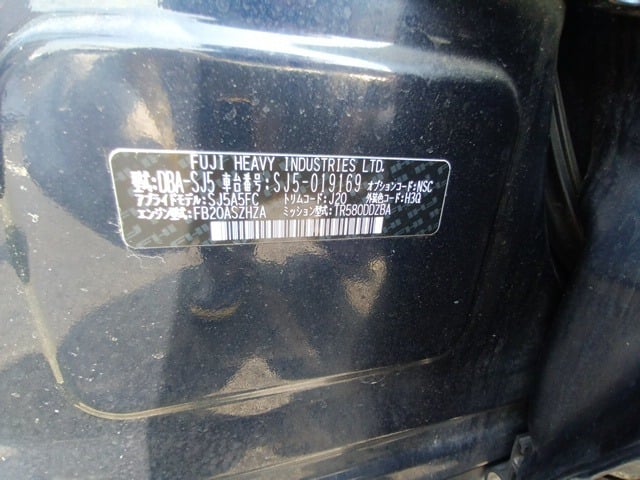 FUJI HEAVY INDUSTRIES LTD.
型式:DBA-SJ5 車台番号:SJ5-019169 オプションコード:NSC
アプライドモデル:SJ5A5FC トリムコード:J20 外装色コード:H3Q
エンジン型式:FB20ASZHZA ミッション型式:TR580DDZBA